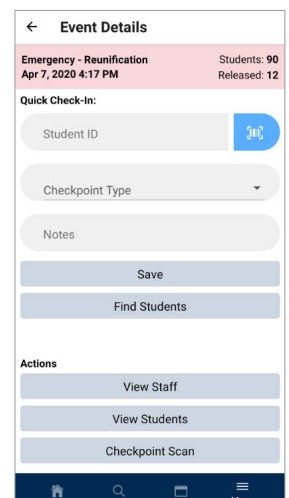 Event Details
Emergency - Reunification Students: 90
Apr 7, 2020 4:17 PM Released: 12
Quick Check-In:
Student ID
Checkpoint Type
Notes
Save
Find Students
Actions
View Staff
View Students
Checkpoint Scan